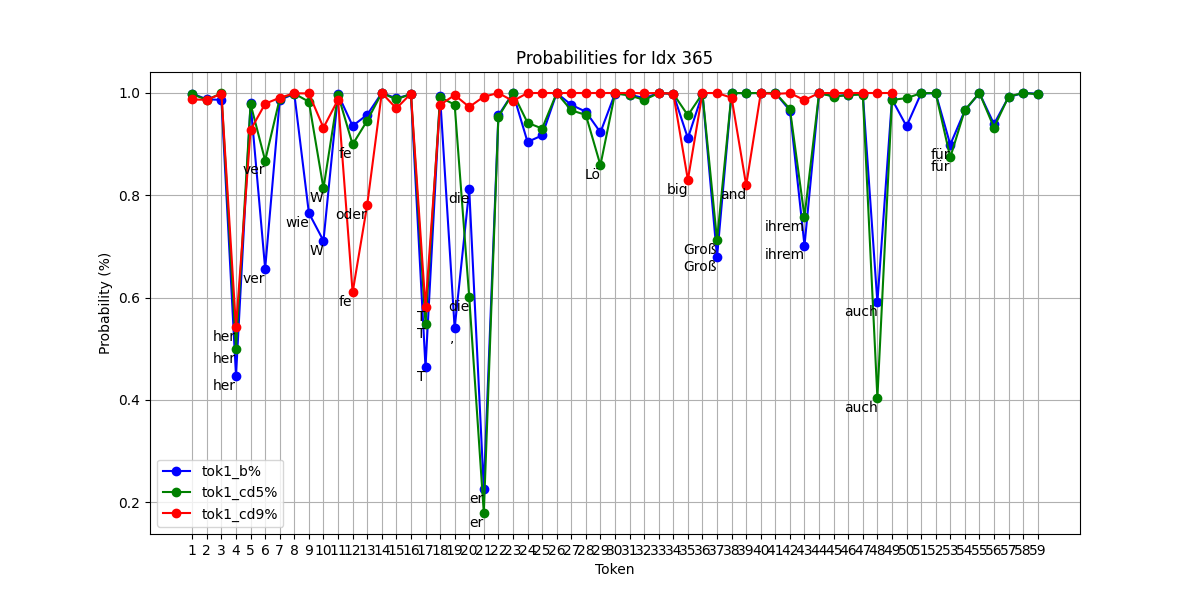 Probabilities for Idx 365
Probability (%)
1.0
0.8
0.6
0.4
0.2
her
her
her
ver
ver
wie
W
W
fe
fe
oder
T
T
T
,
die
die
er
er
Lo
big
Groß
Groß
and
ihrem
ihrem
auch
auch
für
für
tok1_b%
tok1_cd5%
tok1_cd9%
1 2 3 4 5 6 7 8 9 10 11 12 13 14 15 16 17 18 19 20 21 22 23 24 25 26 27 28 29 30 31 32 33 34 35 36 37 38 39 40 41 42 43 44 45 46 47 48 49 50 51 52 53 54 55 56 57 58 59
Token